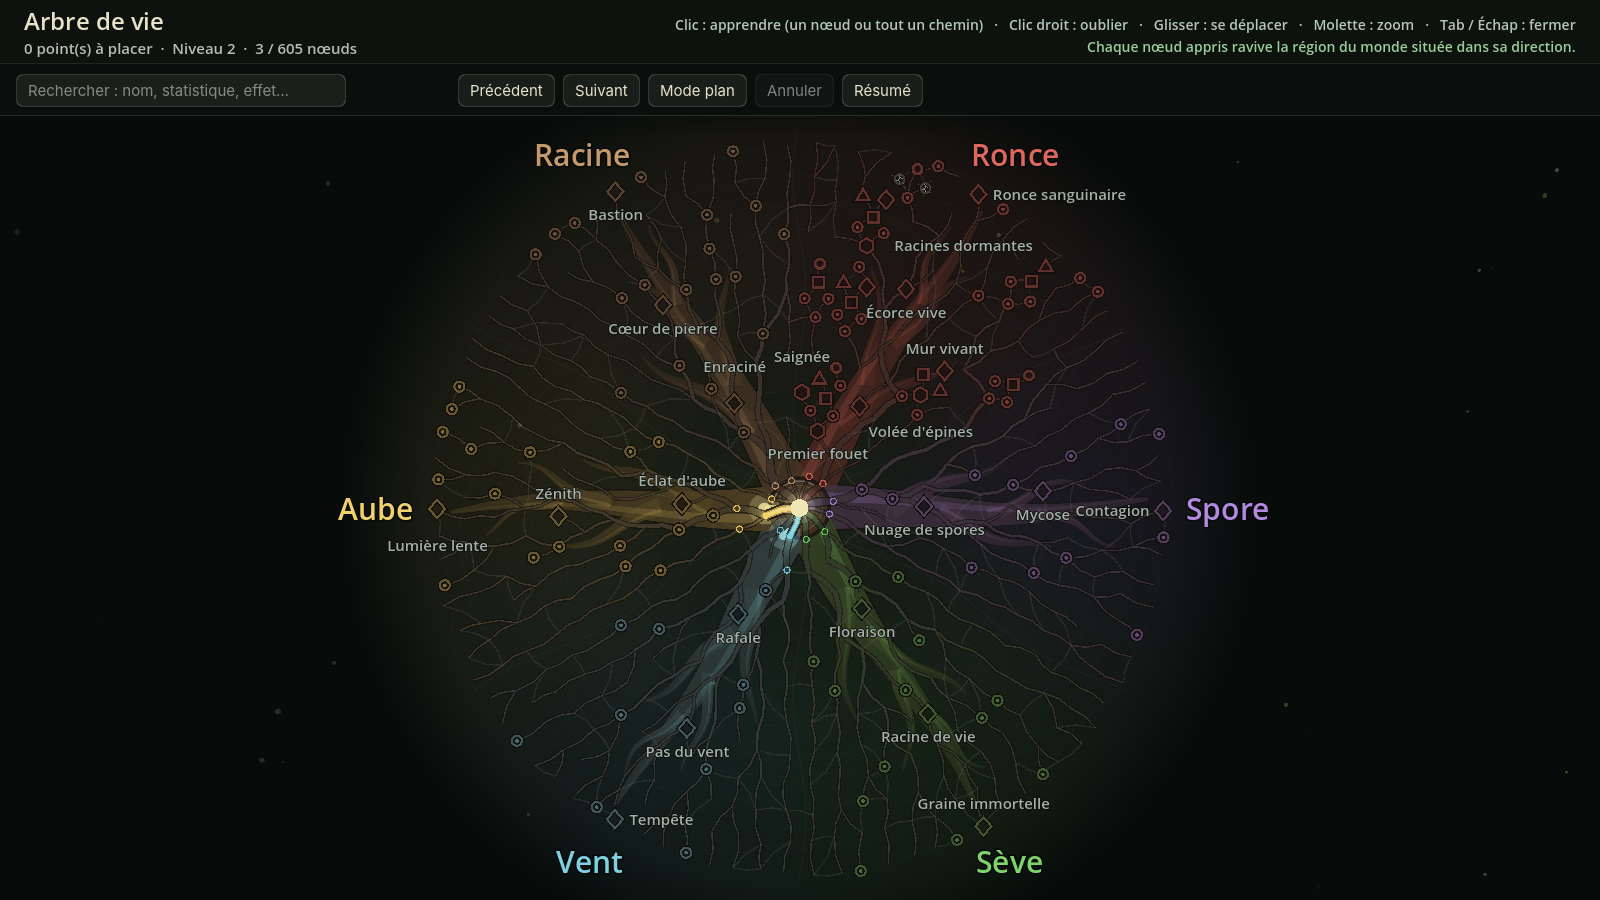 Arbre de vie
0 point(s) à placer · Niveau 2 · 3 / 605 nœuds
Clic : apprendre (un nœud ou tout un chemin) · Clic droit : oublier · Glisser : se déplacer · Molette : zoom · Tab / Échap : fermer
Chaque nœud appris ravive la région du monde située dans sa direction.
Rechercher : nom, statistique, effet...
Précédent
Suivant
Mode plan
Annuler
Résumé
Racine
Ronce
Ronce sanguinaire
Bastion
Racines dormantes
Écorce vive
Cœur de pierre
Mur vivant
Saignée
Enraciné
Volée d'épines
Premier fouet
Éclat d'aube
Zénith
Aube
Spore
Mycose
Contagion
Nuage de spores
Lumière lente
Rafale
Floraison
Racine de vie
Pas du vent
Graine immortelle
Tempête
Vent
Sève